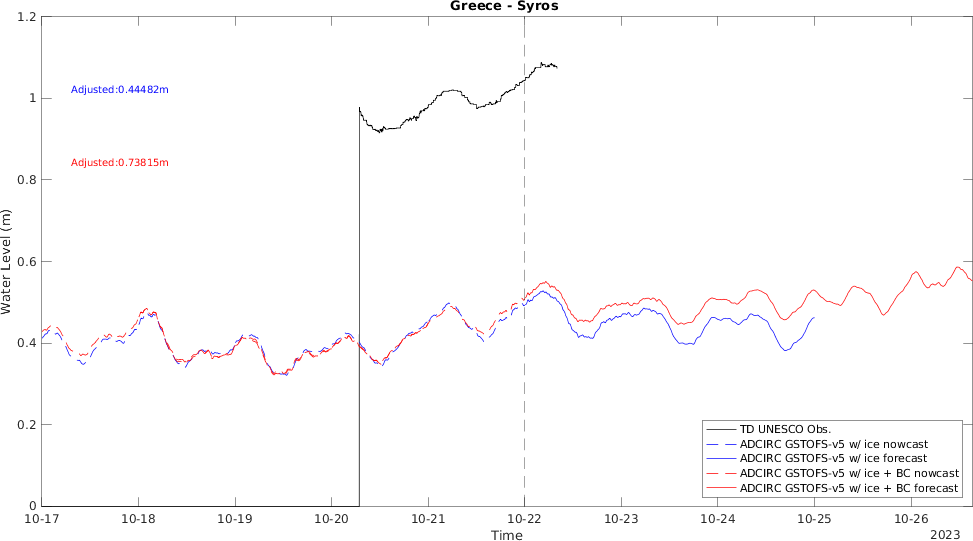 Greece - Syros
1.2
1
0.8
0.6
0.4
0.2
0
Water Level (m)
Adjusted:0.44482m
Adjusted:0.73815m
TD UNESCO Obs.
ADCIRC GSTOFS-v5 w/ ice nowcast
ADCIRC GSTOFS-v5 w/ ice forecast
ADCIRC GSTOFS-v5 w/ ice + BC nowcast
ADCIRC GSTOFS-v5 w/ ice + BC forecast
10-17 10-18 10-19 10-20 10-21 10-22 10-23 10-24 10-25 10-26
Time
2023